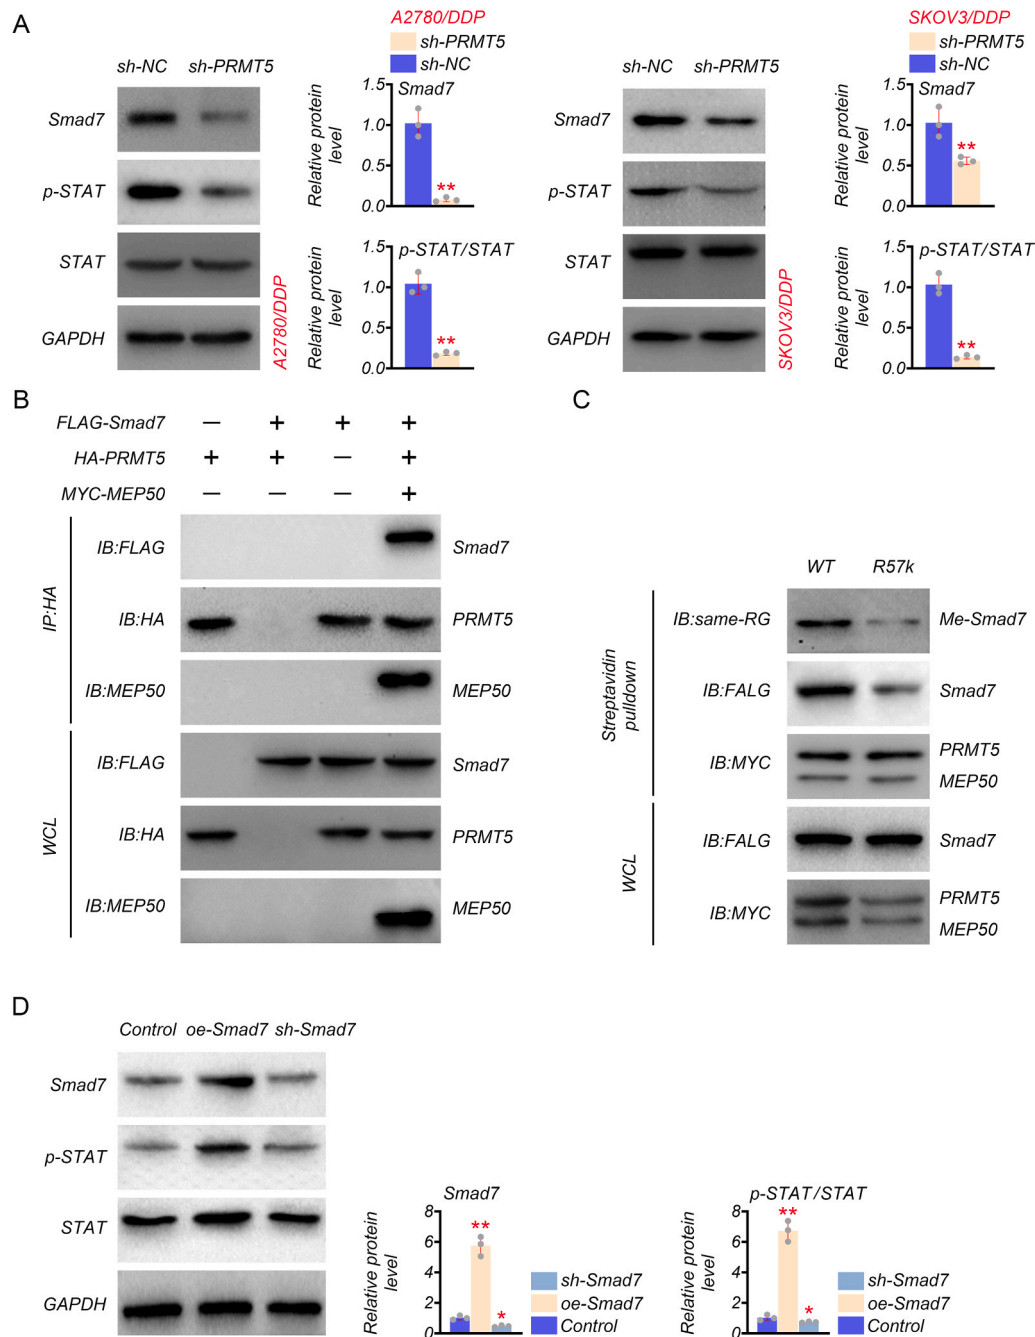 A
A2780/DDP
sh-PRMT5
sh-NC
SKOV3/DDP
sh-PRMT5
sh-NC
sh-NC sh-PRMT5
Smad7
p-STAT
STAT
GAPDH
A2780/DDP
Smad7
Relative protein level
1.5
1.0
0.5
0.0
**
p-STAT/STAT
Relative protein level
1.5
1.0
0.5
0.0
**
sh-NC sh-PRMT5
Smad7
p-STAT
STAT
GAPDH
SKOV3/DDP
Smad7
Relative protein level
1.5
1.0
0.5
0.0
**
p-STAT/STAT
Relative protein level
1.5
1.0
0.5
0.0
**
B
FLAG-Smad7 — + + +
HA-PRMT5 + + — +
MYC-MEP50 — — — +
IP:HA
IB:FLAG Smad7
IB:HA PRMT5
IB:MEP50 MEP50
WCL
IB:FLAG Smad7
IB:HA PRMT5
IB:MEP50 MEP50
C
WT R57k
Streptavidin pulldown
IB:same-RG Me-Smad7
IB:FALG Smad7
IB:MYC PRMT5
MEP50
WCL
IB:FALG Smad7
IB:MYC PRMT5
MEP50
D
Control oe-Smad7 sh-Smad7
Smad7
p-STAT
STAT
GAPDH
Smad7
Relative protein level
8
6
4
2
0
**
*
sh-Smad7
oe-Smad7
Control
p-STAT/STAT
Relative protein level
8
6
4
2
0
**
*
sh-Smad7
oe-Smad7
Control